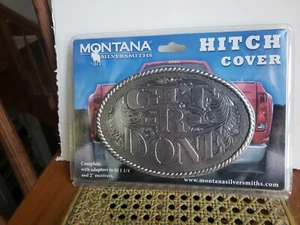 MONTANA
SILVERSMITHS
HITCH
COVER
GIT
R
DONE
Complete
with adapters to fit 1 1/4
and 2" receivers.
www.montanasilversmiths.com